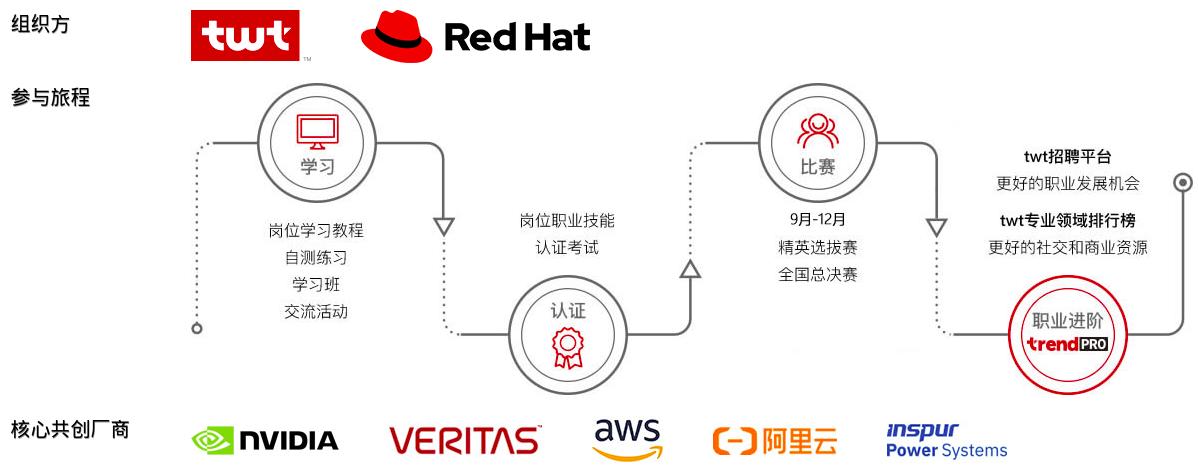 组织方
twt
TM
Red Hat
参与旅程
学习
岗位学习教程
自测练习
学习班
交流活动
岗位职业技能
认证考试
认证
比赛
9月-12月
精英选拔赛
全国总决赛
twt招聘平台
更好的职业发展机会
twt专业领域排行榜
更好的社交和商业资源
职业进阶
trendPRO
核心共创厂商
NVIDIA
VERITAS™
aws
阿里云
inspur
Power Systems